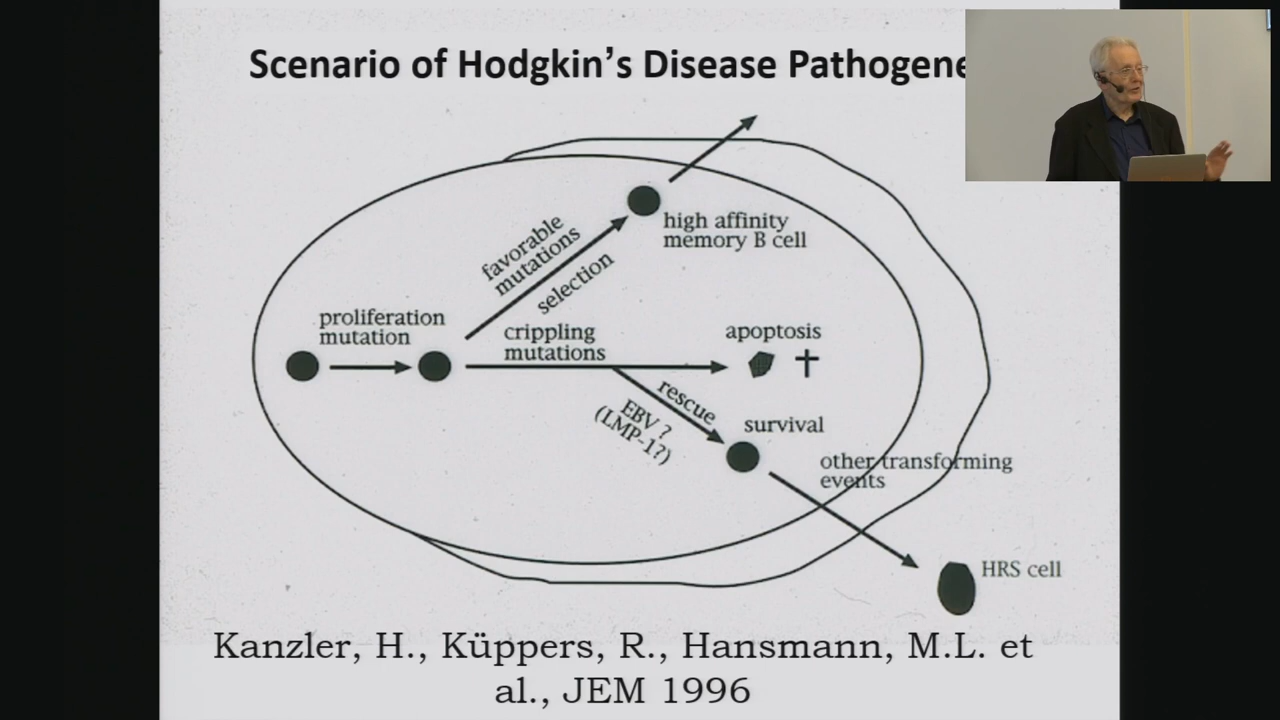 Scenario of Hodgkin’s Disease Pathogene
favorable
mutations
selection
high affinity
memory B cell
proliferation
mutation
crippling
mutations
apoptosis
rescue
EBV ?
(LMP-1?)
survival
other transforming
events
HRS cell
Kanzler, H., Küppers, R., Hansmann, M.L. et
al., JEM 1996